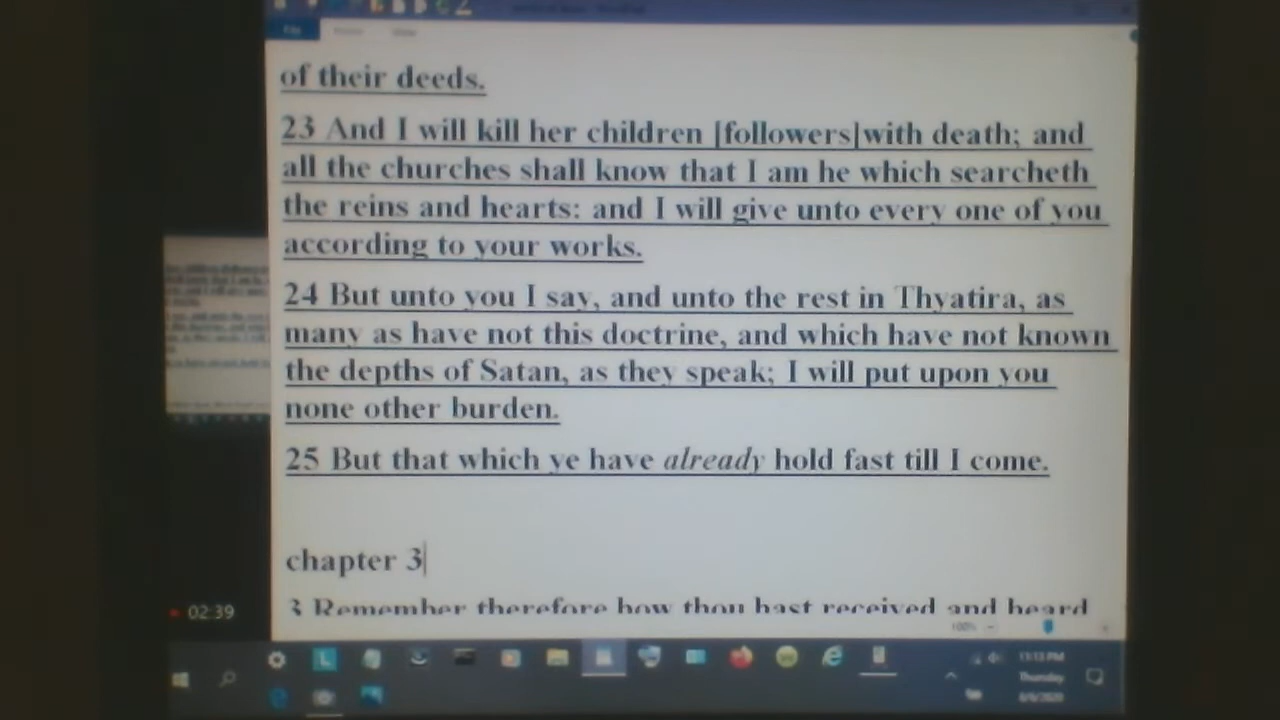 File
of their deeds.
23 And I will kill her children [followers]with death; and
all the churches shall know that I am he which searcheth
the reins and hearts: and I will give unto every one of you
according to your works.
24 But unto you I say, and unto the rest in Thyatira, as
many as have not this doctrine, and which have not known
the depths of Satan, as they speak; I will put upon you
none other burden.
25 But that which ye have already hold fast till I come.
chapter 3
3 Remember therefore how thou hast received and heard
02:39
100%
Thursday